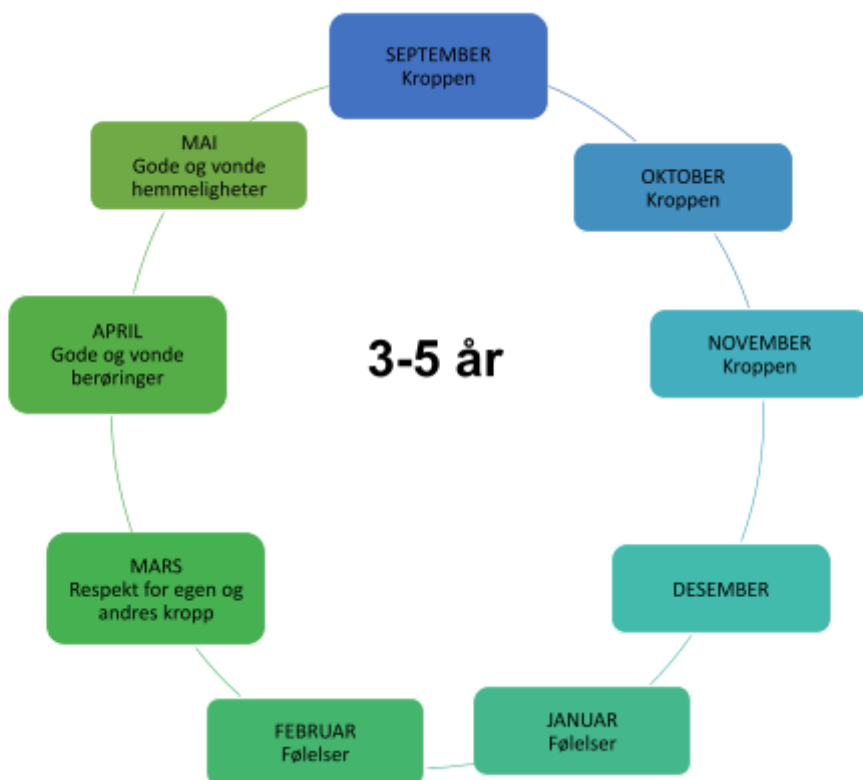 SEPTEMBER
Kroppen
OKTOBER
Kroppen
NOVEMBER
Kroppen
DESEMBER
JANUAR
Følelser
FEBRUAR
Følelser
MARS
Respekt for egen og
andres kropp
APRIL
Gode og vonde
berøringer
MAI
Gode og vonde
hemmeligheter
3-5 år